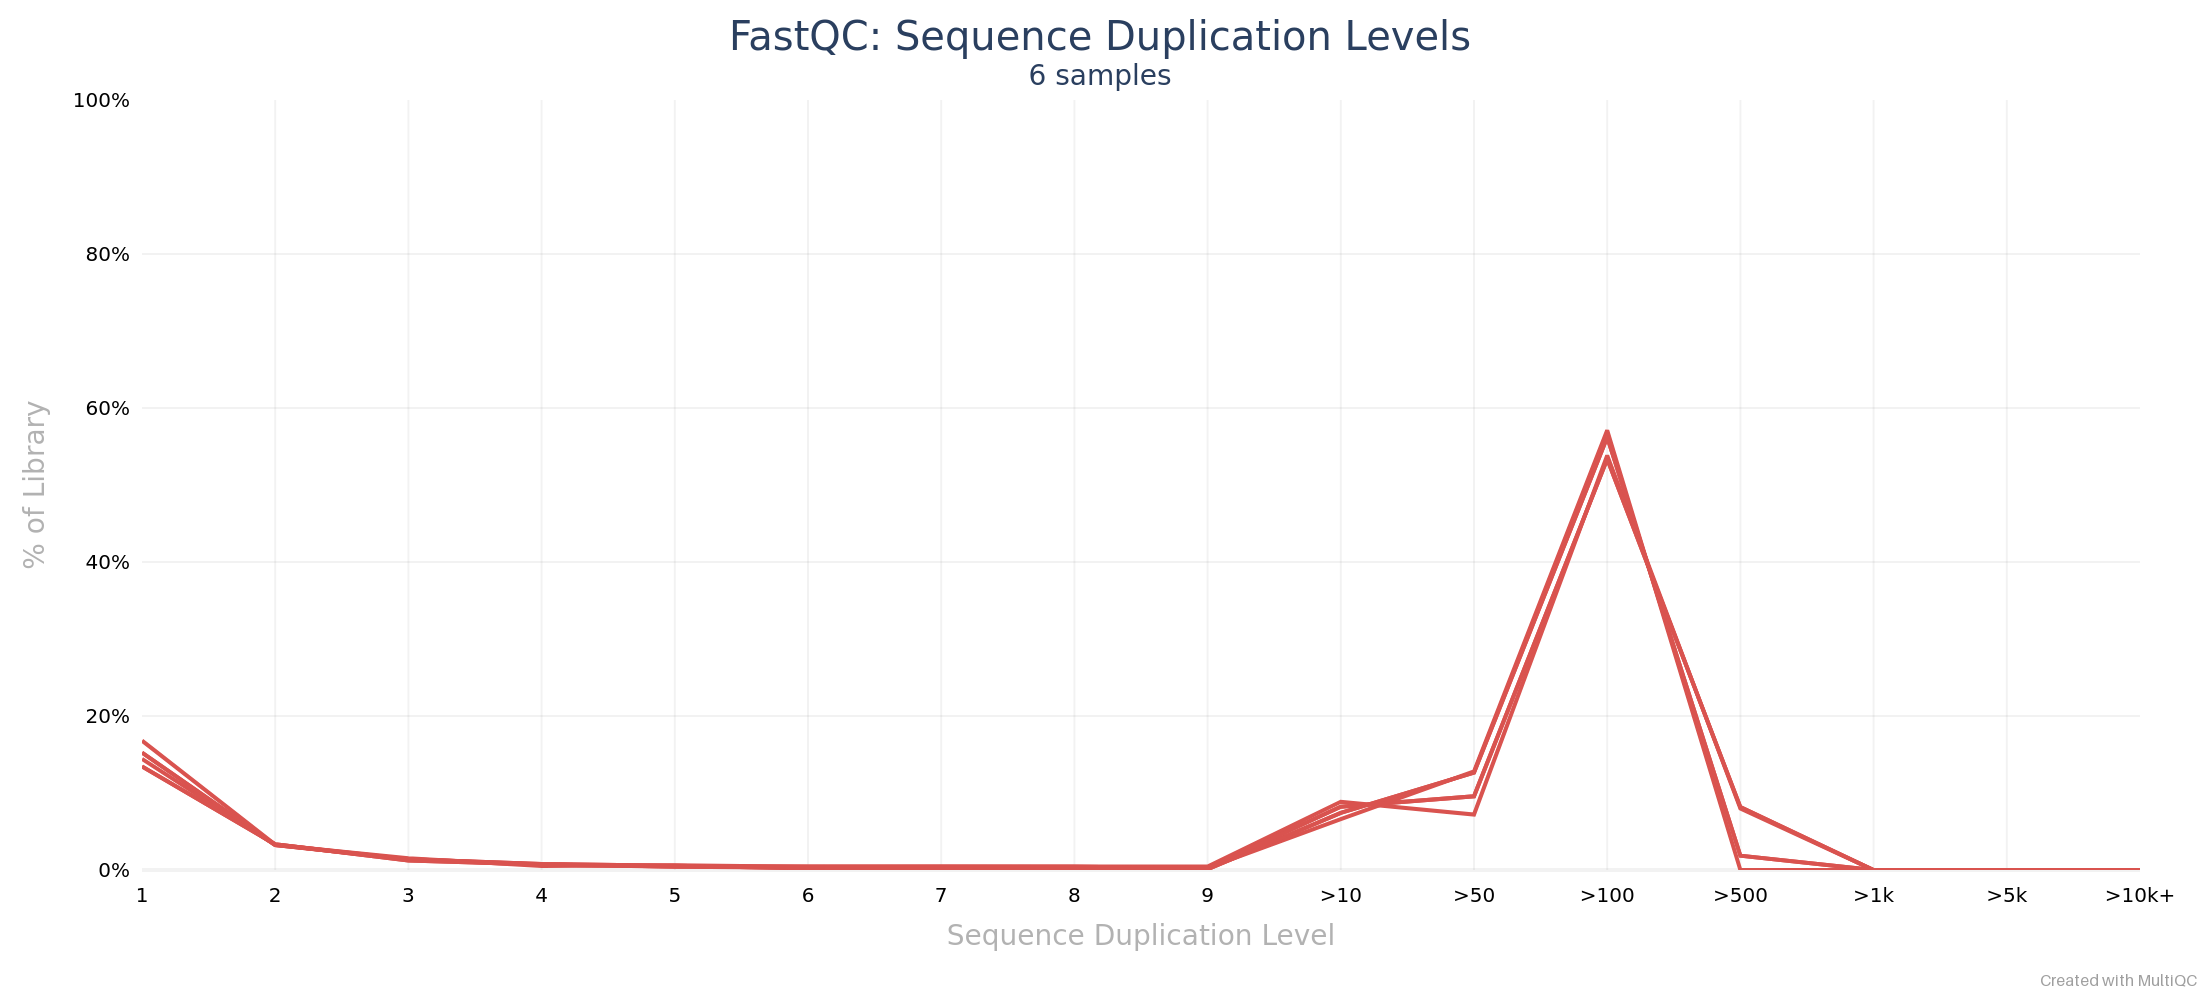 FastQC: Sequence Duplication Levels
6 samples
100%
80%
60%
40%
20%
0%
% of Library
1 2 3 4 5 6 7 8 9 >10 >50 >100 >500 >1k >5k >10k+
Sequence Duplication Level
Created with MultiQC